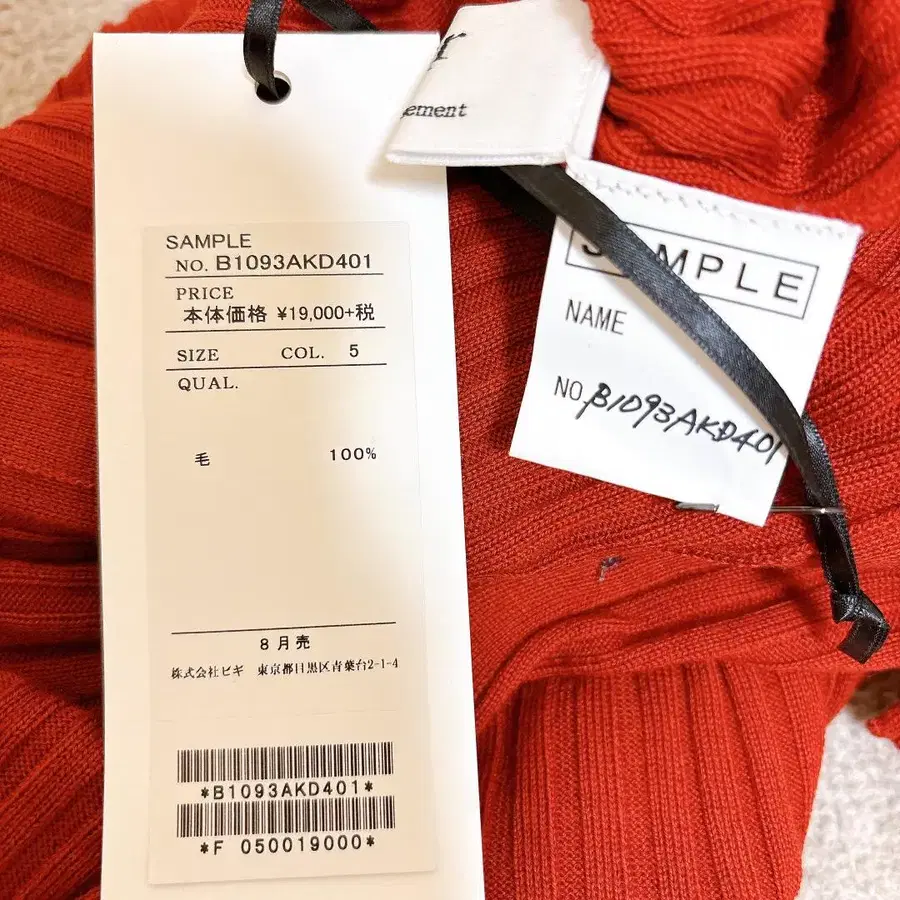 SAMPLE
NO. B1093AKD401
PRICE
本体価格 ¥19,000+税
SIZE COL. 5
QUAL.
毛 100%
8月売
株式会社ビギ 東京都目黒区青葉台2-1-4
*B1093AKD401*
*F 050019000*
ement
SAMPLE
NAME
NO. B1093AKD401